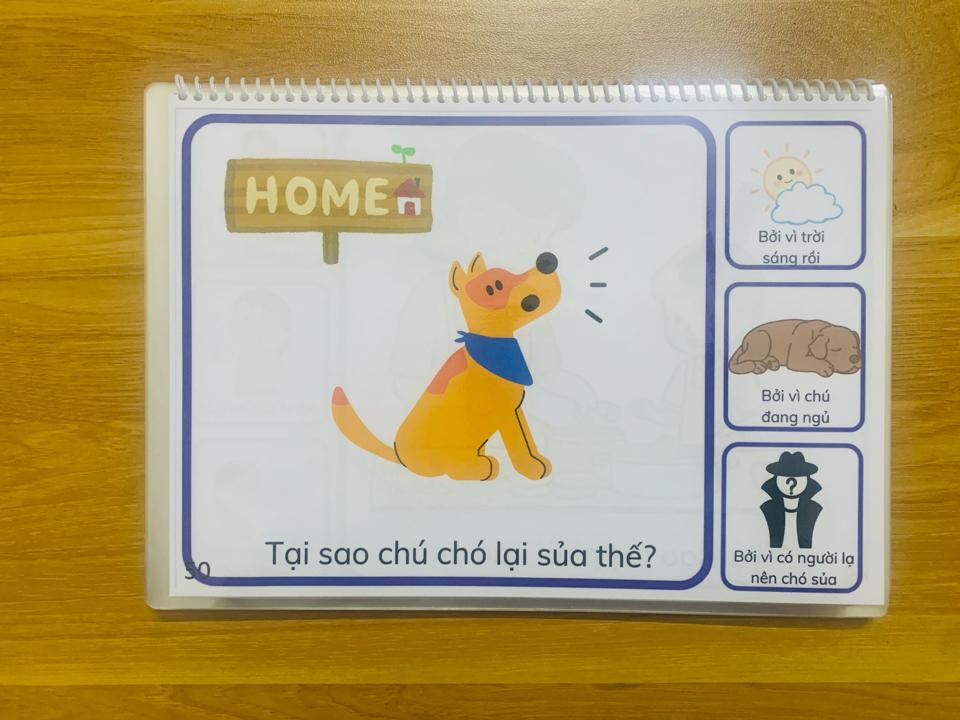 HOME
Tại sao chú chó lại sủa thế?
50
Bởi vì trời
sáng rồi
Bởi vì chú
đang ngủ
?
Bởi vì có người lạ
nên chó sủa